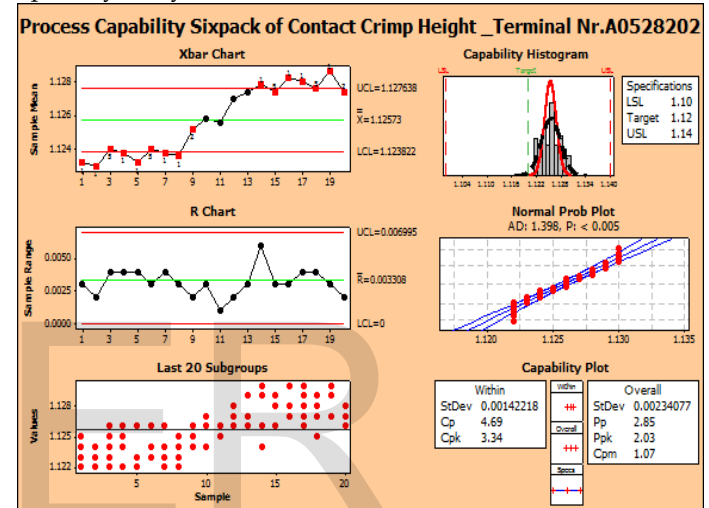 Process Capability Sixpack of Contact Crimp Height _Terminal Nr.A0528202
Xbar Chart
Sample Mean
1.128
1.126
1.124
UCL=1.127638
X=1.12573
LCL=1.123822
1 3 5 7 9 11 13 15 17 19
Capability Histogram
LSL Target USL
1.104 1.110 1.116 1.122 1.128 1.134 1.140
Specifications
LSL 1.10
Target 1.12
USL 1.14
R Chart
Sample Range
0.0050
0.0025
0.0000
UCL=0.006995
R=0.003308
LCL=0
1 3 5 7 9 11 13 15 17 19
Normal Prob Plot
AD: 1.398, P: < 0.005
1.120 1.125 1.130 1.135
Last 20 Subgroups
Values
1.128
1.125
1.122
5 10 15 20
Sample
Capability Plot
Within
StDev 0.00142218
Cp 4.69
Cpk 3.34
Within
Overall
Specs
Overall
StDev 0.00234077
Pp 2.85
Ppk 2.03
Cpm 1.07
ER